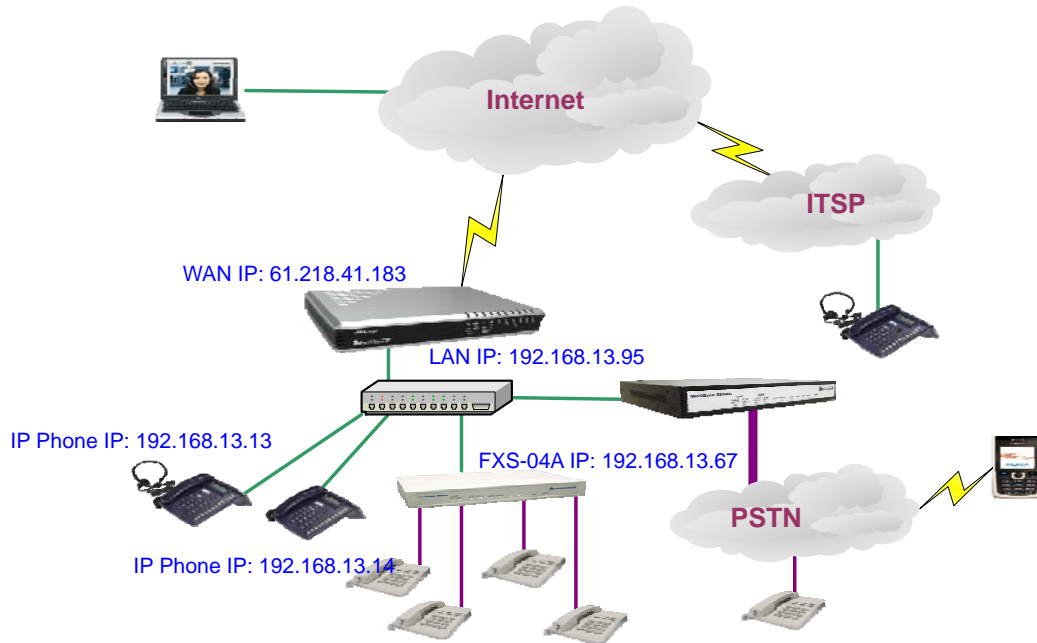 Internet
ITSP
WAN IP: 61.218.41.183
LAN IP: 192.168.13.95
IP Phone IP: 192.168.13.13
FXS-04A IP: 192.168.13.67
PSTN
IP Phone IP: 192.168.13.14